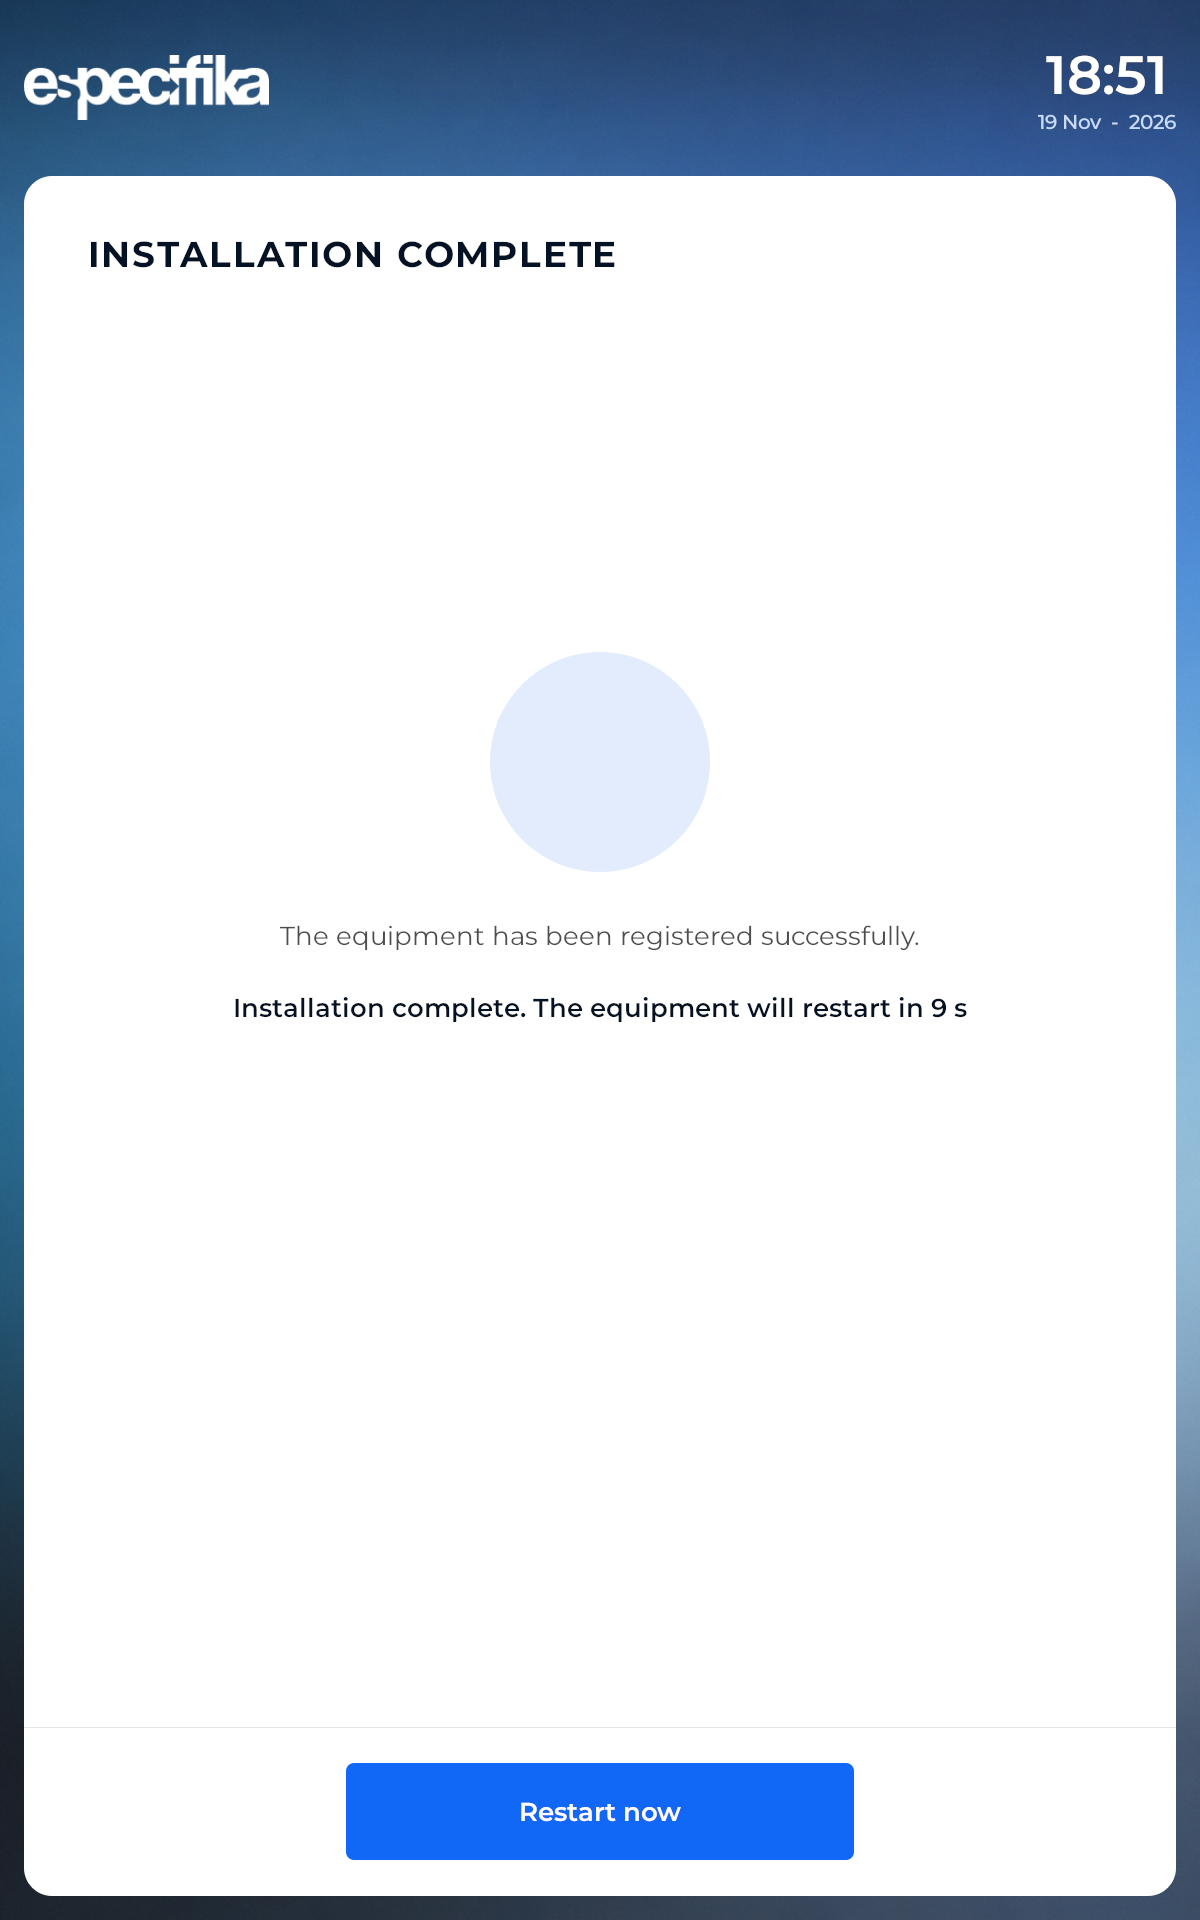 especifika
18:51
19 Nov - 2026
INSTALLATION COMPLETE
The equipment has been registered successfully.
Installation complete. The equipment will restart in 9 s
Restart now